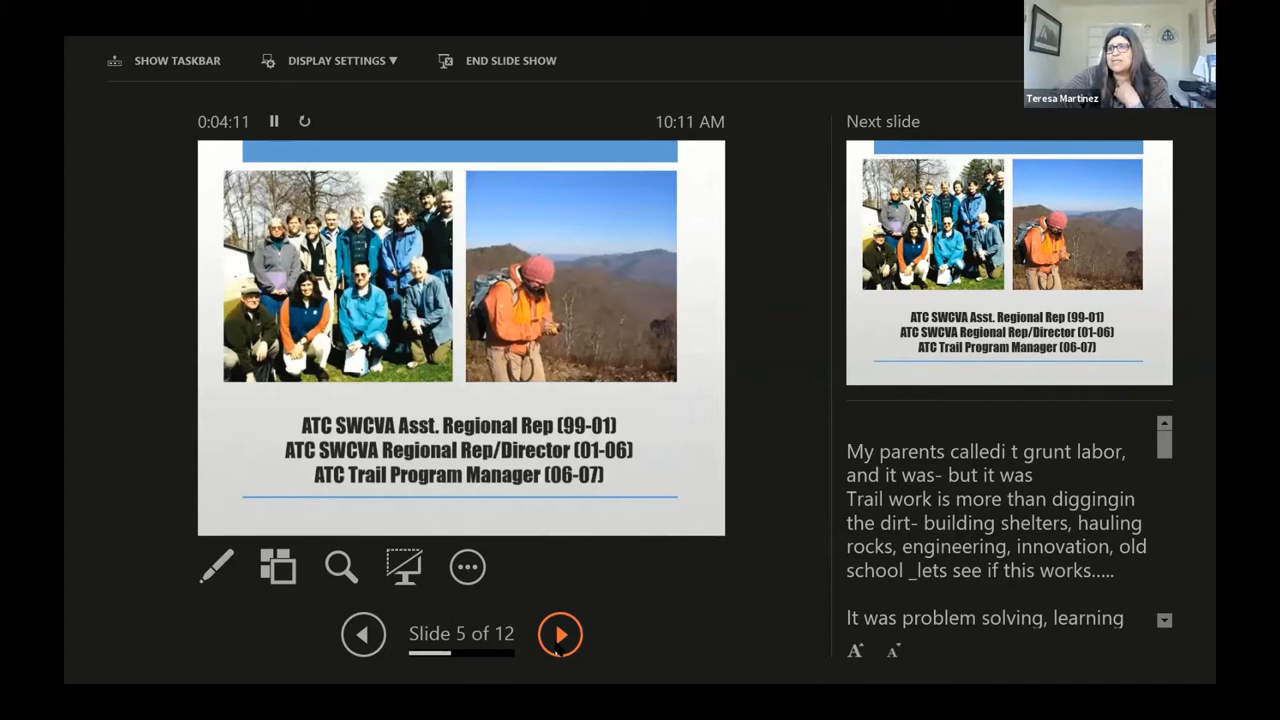 SHOW TASKBAR
DISPLAY SETTINGS ▼
END SLIDE SHOW
Teresa Martinez
0:04:11
10:11 AM
ATC SWCVA Asst. Regional Rep (99-01)
ATC SWCVA Regional Rep/Director (01-06)
ATC Trail Program Manager (06-07)
Slide 5 of 12
Next slide
ATC SWCVA Asst. Regional Rep (99-01)
ATC SWCVA Regional Rep/Director (01-06)
ATC Trail Program Manager (06-07)
My parents calledi t grunt labor,
and it was- but it was
Trail work is more than diggingin
the dirt- building shelters, hauling
rocks, engineering, innovation, old
school _lets see if this works.....
It was problem solving, learning
A A